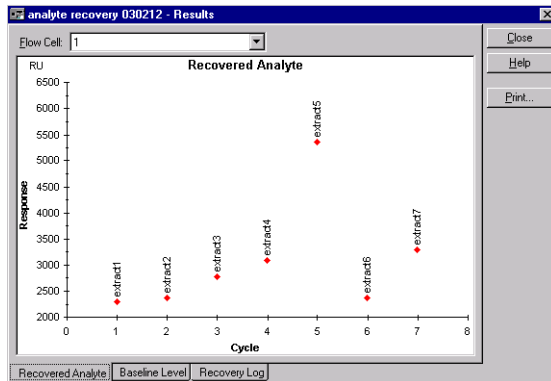 analyte recovery 030212 - Results
Flow Cell: 1
Close
Help
Print...
RU
Recovered Analyte
6500
6000
5500
5000
4500
4000
3500
3000
2500
2000
Response
extract1
extract2
extract3
extract4
extract5
extract6
extract7
0 1 2 3 4 5 6 7 8
Cycle
Recovered Analyte Baseline Level Recovery Log